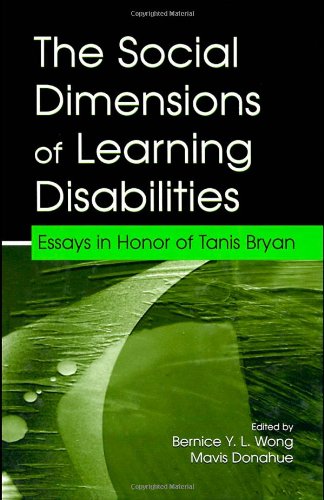 The Social
Dimensions
of Learning
Disabilities
Essays in Honor of Tanis Bryan
Edited by
Bernice Y. L. Wong
Mavis Donahue